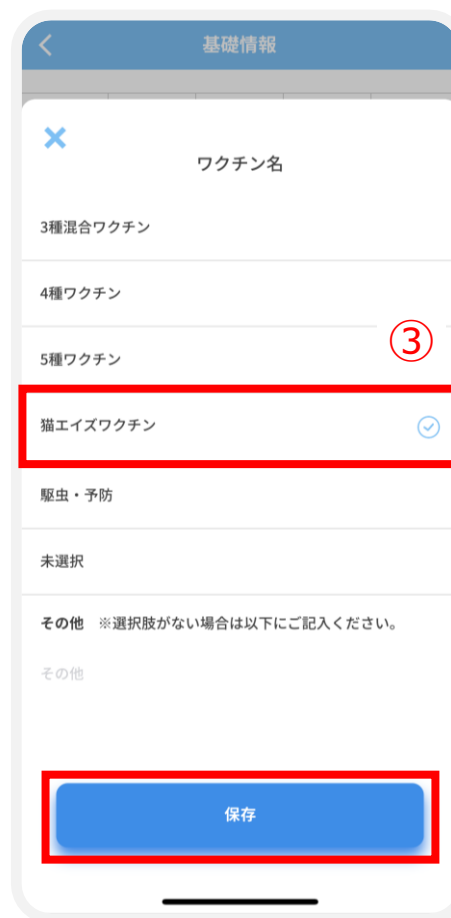 基礎情報
ワクチン名
3種混合ワクチン
4種ワクチン
③
5種ワクチン
猫エイズワクチン
駆虫・予防
未選択
その他 ※選択肢がない場合は以下にご記入ください。
その他
保存